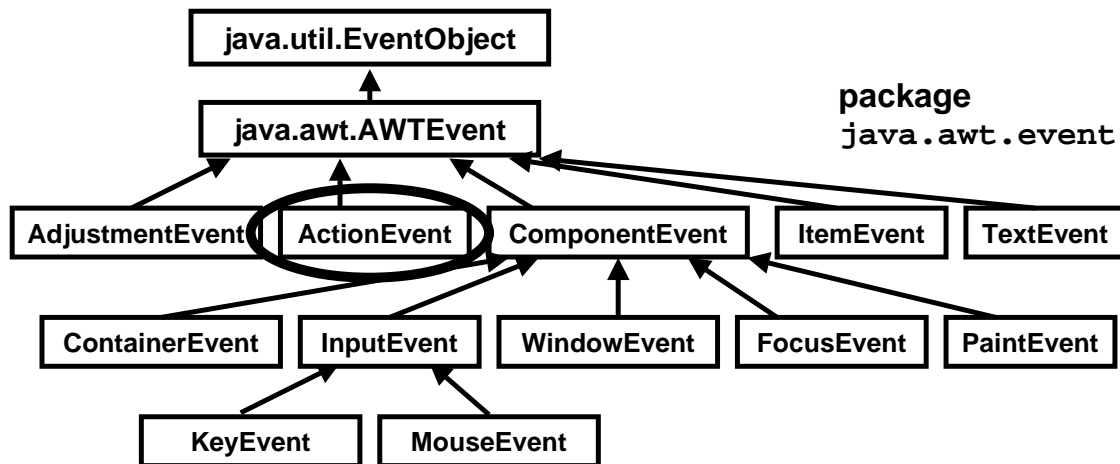 java.util.EventObject
java.awt.AWTEvent
package
java.awt.event
AdjustmentEvent
ActionEvent
ComponentEvent
ItemEvent
TextEvent
ContainerEvent
InputEvent
WindowEvent
FocusEvent
PaintEvent
KeyEvent
MouseEvent